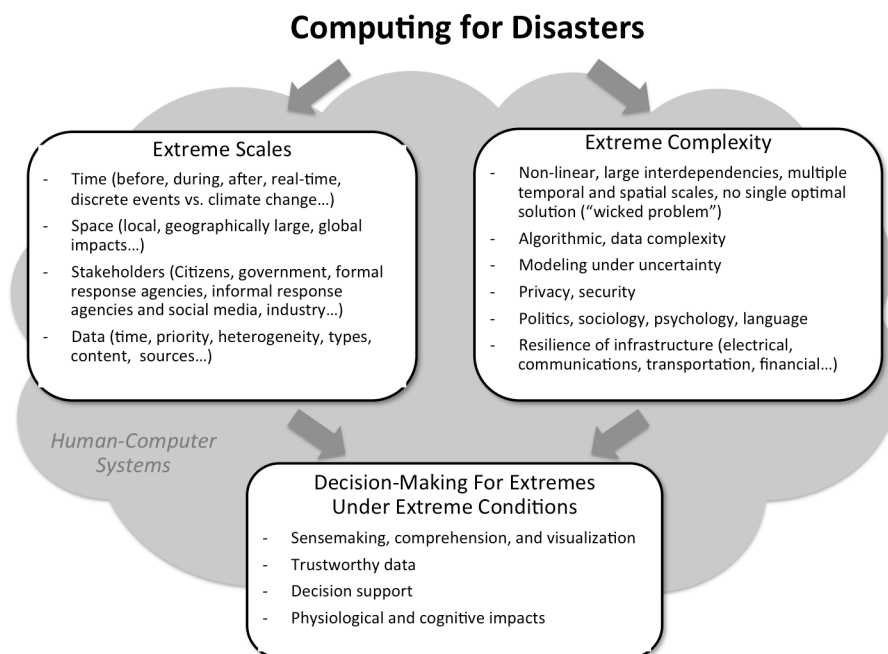 Computing for Disasters
Extreme Scales
- Time (before, during, after, real-time,
discrete events vs. climate change…)
- Space (local, geographically large, global
impacts…)
- Stakeholders (Citizens, government, formal
response agencies, informal response
agencies and social media, industry…)
- Data (time, priority, heterogeneity, types,
content, sources…)
Extreme Complexity
- Non-linear, large interdependencies, multiple
temporal and spatial scales, no single optimal
solution (“wicked problem”)
- Algorithmic, data complexity
- Modeling under uncertainty
- Privacy, security
- Politics, sociology, psychology, language
- Resilience of infrastructure (electrical,
communications, transportation, financial…)
Human-Computer
Systems
Decision-Making For Extremes
Under Extreme Conditions
- Sensemaking, comprehension, and visualization
- Trustworthy data
- Decision support
- Physiological and cognitive impacts